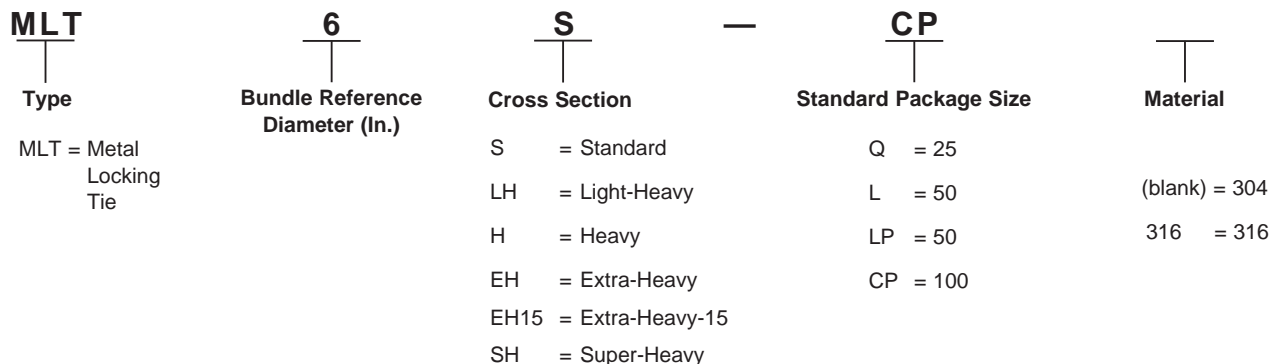 MLT 6 S — CP
Type
Bundle Reference
Diameter (In.)
Cross Section
Standard Package Size
Material
MLT = Metal
Locking
Tie
S = Standard
LH = Light-Heavy
H = Heavy
EH = Extra-Heavy
EH15 = Extra-Heavy-15
SH = Super-Heavy
Q = 25
L = 50
LP = 50
CP = 100
(blank) = 304
316 = 316